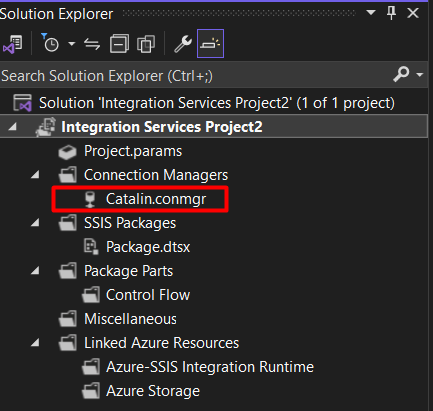 Solution Explorer
Search Solution Explorer (Ctrl+;)
Solution 'Integration Services Project2' (1 of 1 project)
Integration Services Project2
Project.params
Connection Managers
Catalin.conmgr
SSIS Packages
Package.dtsx
Package Parts
Control Flow
Miscellaneous
Linked Azure Resources
Azure-SSIS Integration Runtime
Azure Storage